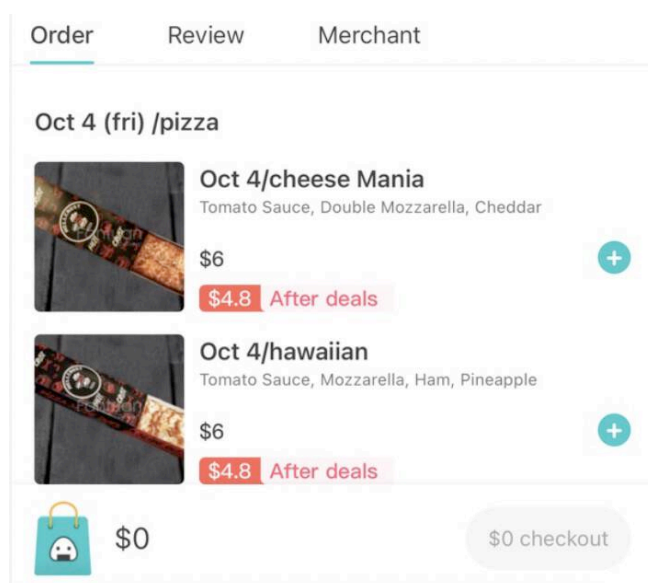 Order Review Merchant
Oct 4 (fri) /pizza
Oct 4/cheese Mania
Tomato Sauce, Double Mozzarella, Cheddar
$6
$4.8 After deals
Oct 4/hawaiian
Tomato Sauce, Mozzarella, Ham, Pineapple
$6
$4.8 After deals
$0
$0 checkout